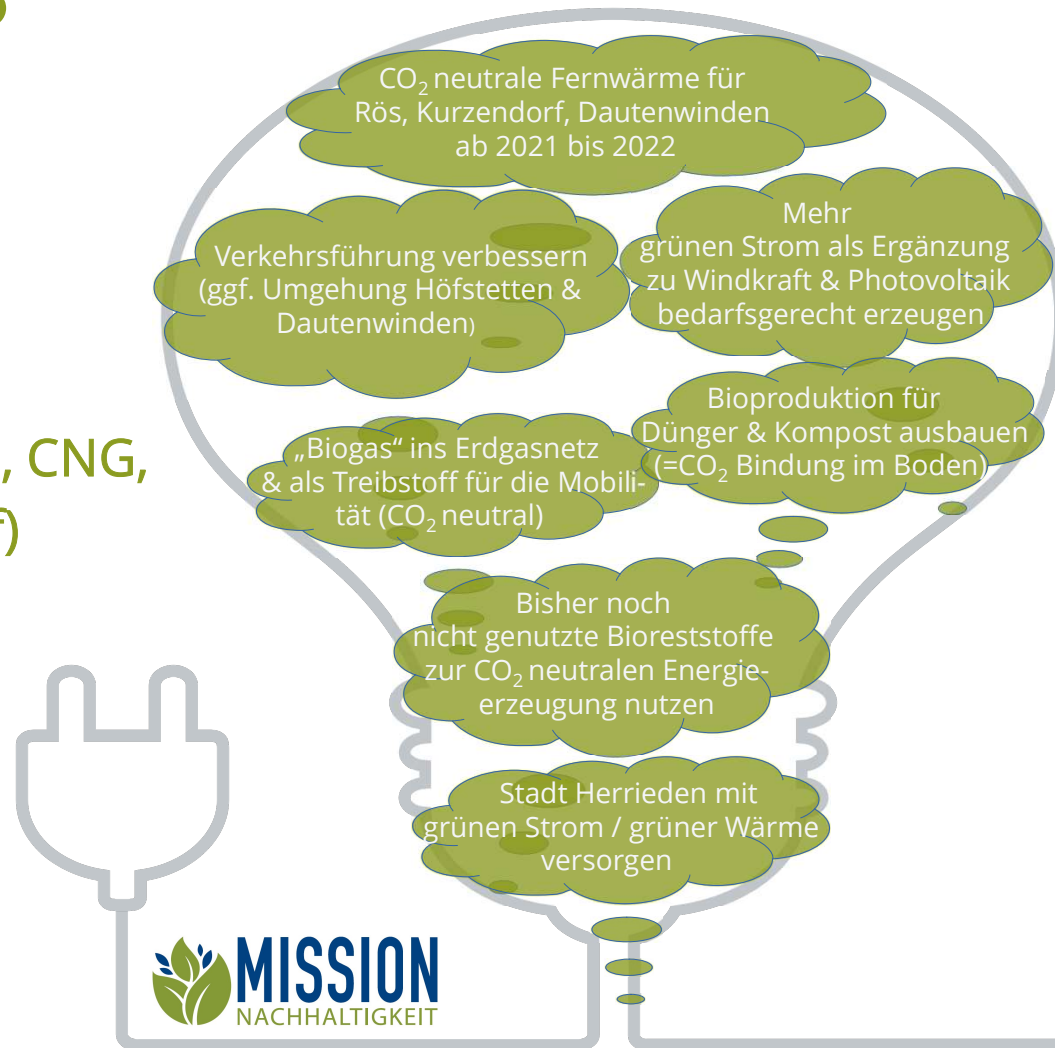 CO₂ neutrale Fernwärme für
Rös, Kurzendorf, Dautenwinden
ab 2021 bis 2022
Verkehrsführung verbessern
(ggf. Umgehung Höfstetten &
Dautenwinden)
Mehr
grünen Strom als Ergänzung
zu Windkraft & Photovoltaik
bedarfsgerecht erzeugen
, CNG,
„Biogas“ ins Erdgasnetz
& als Treibstoff für die Mobili-
tät (CO₂ neutral)
Bioproduktion für
Dünger & Kompost ausbauen
(=CO₂ Bindung im Boden)
Bisher noch
nicht genutzte Bioreststoffe
zur CO₂ neutralen Energie-
erzeugung nutzen
Stadt Herrieden mit
grünen Strom / grüner Wärme
versorgen
MISSION
NACHHALTIGKEIT